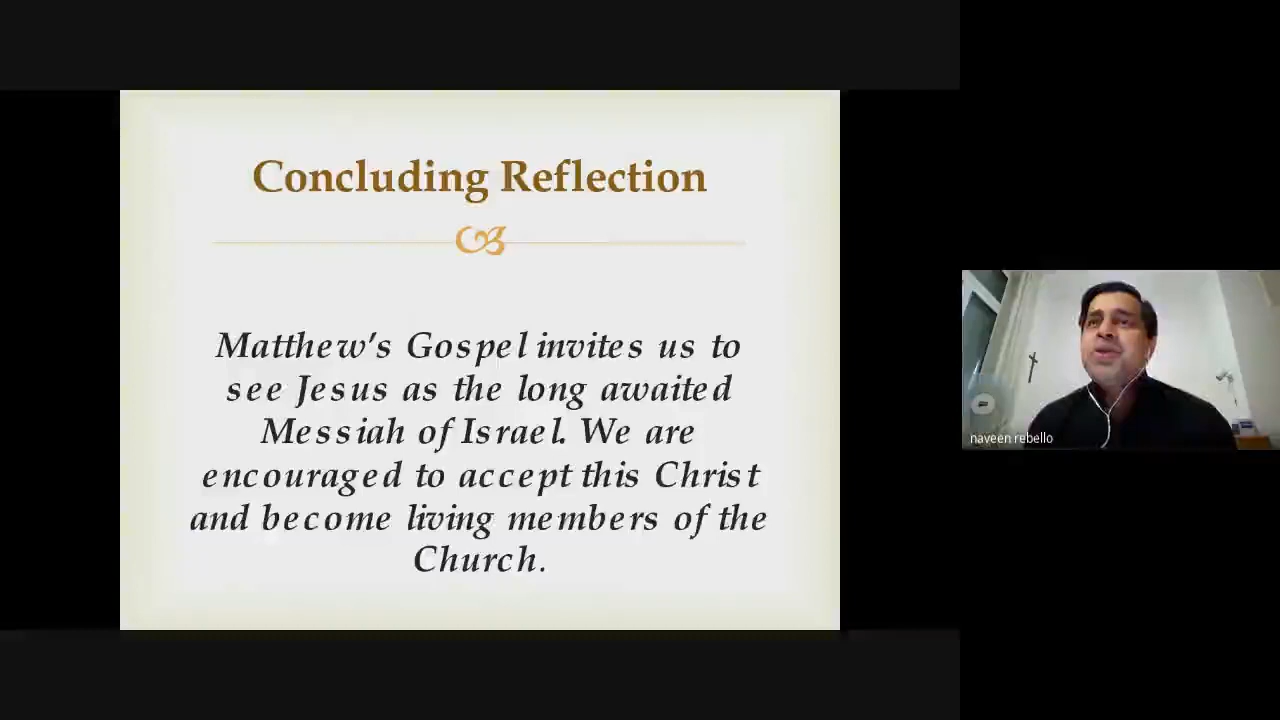 Concluding Reflection
Matthew's Gospel invites us to
see Jesus as the long awaited
Messiah of Israel. We are
encouraged to accept this Christ
and become living members of the
Church.
naveen rebello